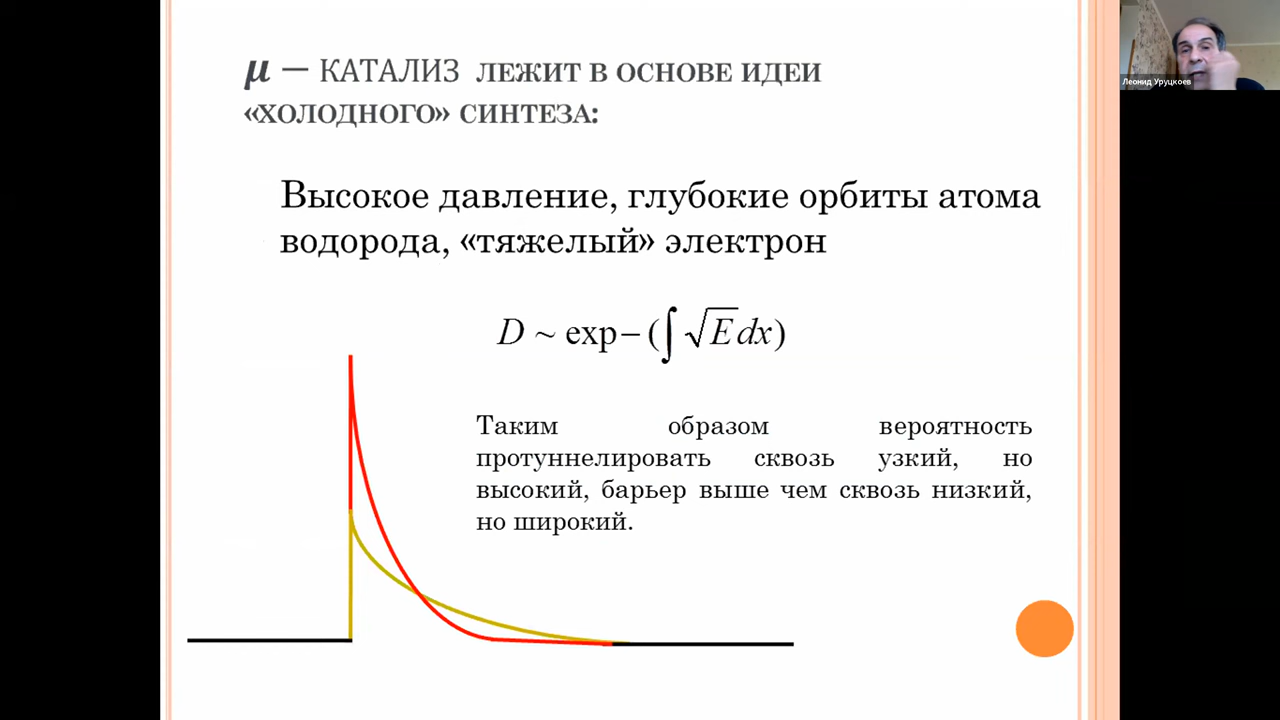 μ – КАТАЛИЗ ЛЕЖИТ В ОСНОВЕ ИДЕИ
«ХОЛОДНОГО» СИНТЕЗА:
Высокое давление, глубокие орбиты атома
водорода, «тяжелый» электрон
D ~ exp– (∫ √E dx)
Таким образом вероятность
протуннелировать сквозь узкий, но
высокий, барьер выше чем сквозь низкий,
но широкий.
Леонид Уруцкоев